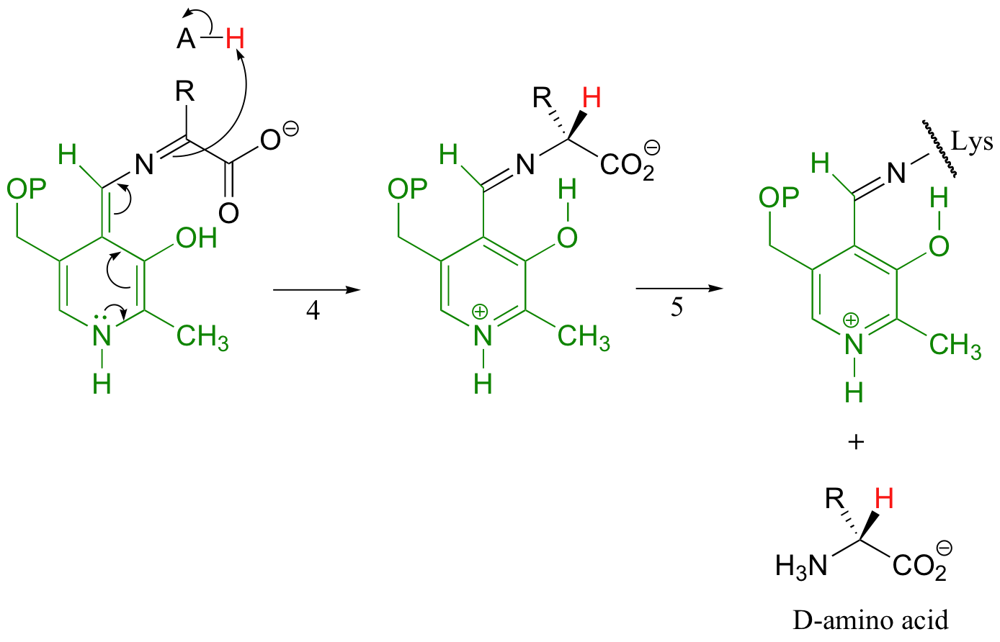 A H
R
H
N
O⊖
O
OP
OH
N̈
CH3
H
4
R H
H
N
CO2⊖
OP
H
O
⊕
N
CH3
H
5
Lys
H
N
OP
H
O
⊕
N
CH3
H
+
R H
H3N
CO2⊖
D-amino acid